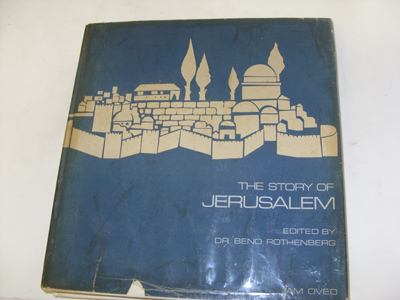 THE STORY OF
JERUSALEM
EDITED BY
DR. BENO ROTHENBERG
AM OVED